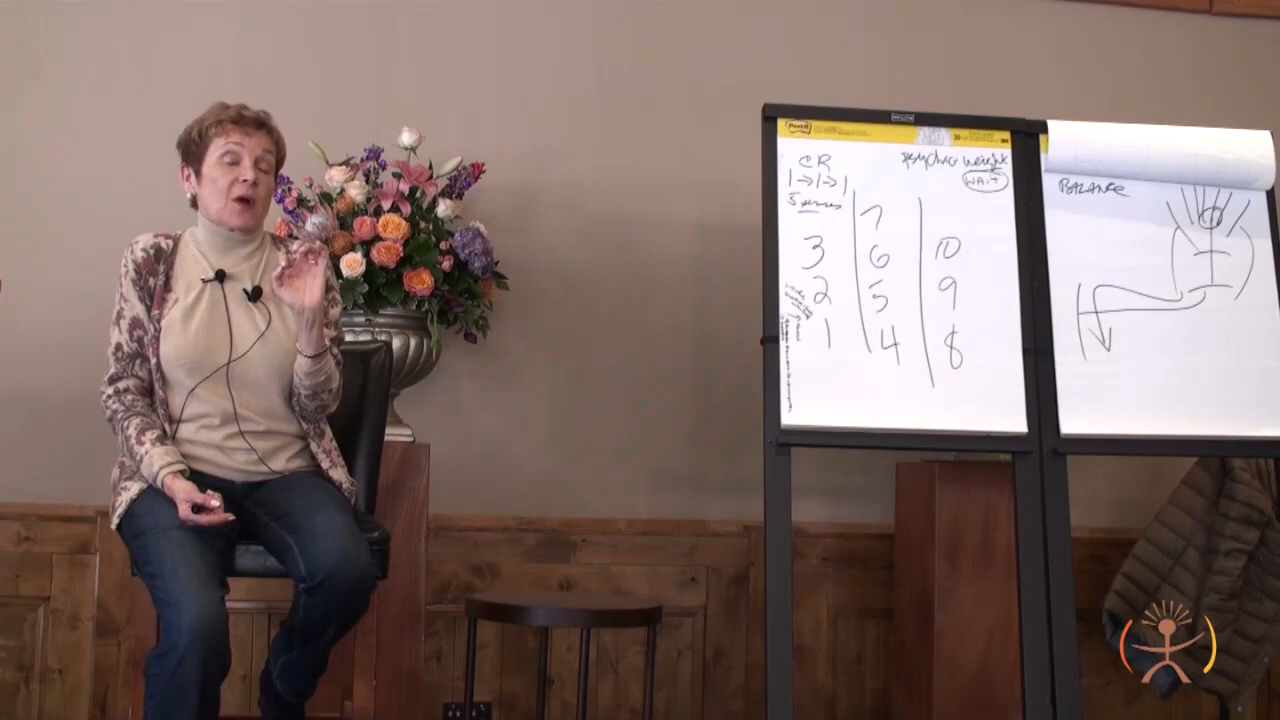 Post-it
CR
psychic weight
1→1→1
WAIT
5 senses
7
3 6 10
2 5 9
1 4 8
BALANCE